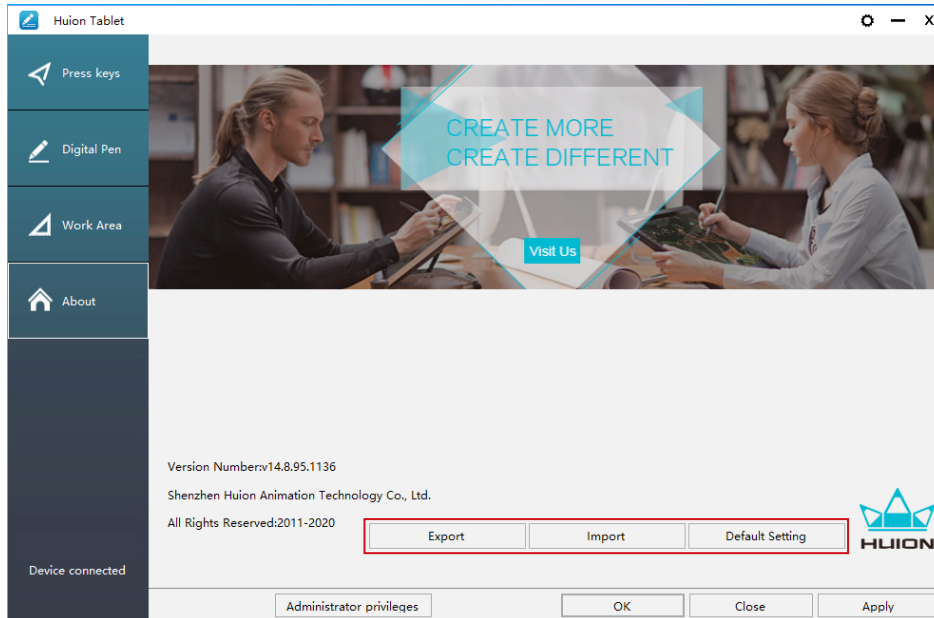 Huion Tablet
X
Press keys
Digital Pen
Work Area
About
CREATE MORE
CREATE DIFFERENT
Visit Us
Version Number:v14.8.95.1136
Shenzhen Huion Animation Technology Co., Ltd.
All Rights Reserved:2011-2020
Export Import Default Setting
HUION
Device connected
Administrator privileges OK Close Apply